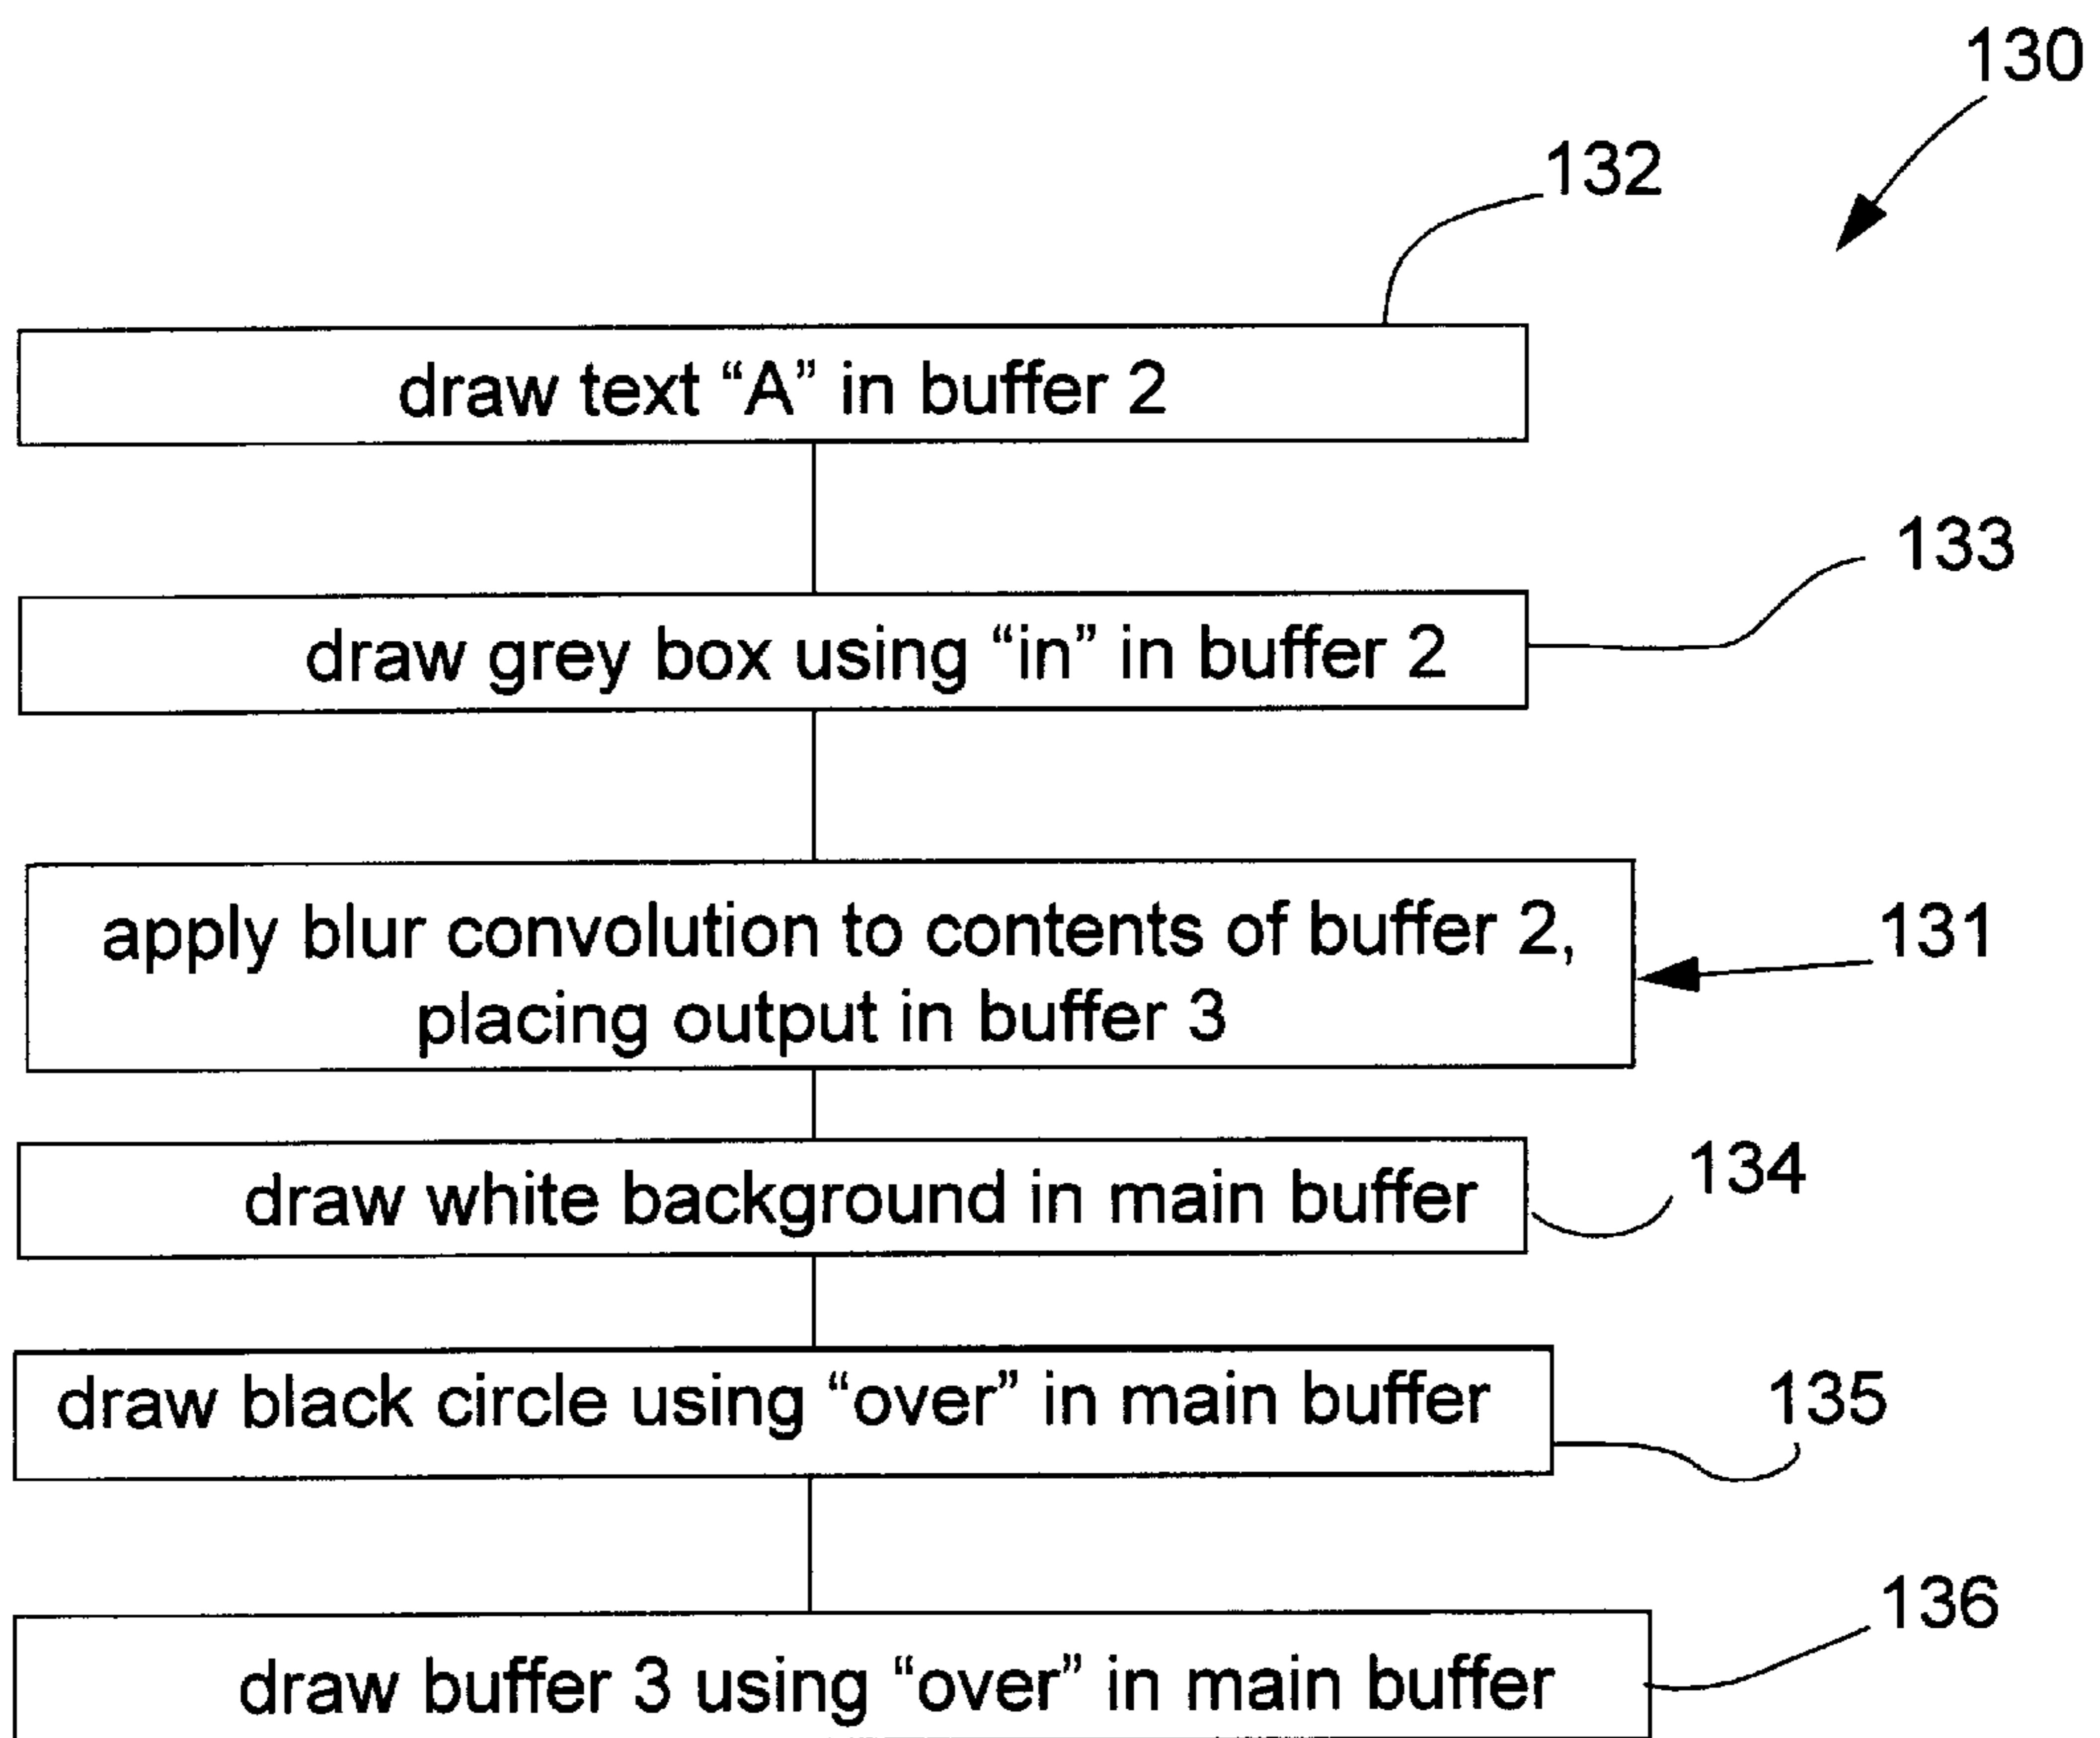 130
132
draw text “A” in buffer 2
133
draw grey box using “in” in buffer 2
apply blur convolution to contents of buffer 2,
placing output in buffer 3
131
draw white background in main buffer
134
draw black circle using “over” in main buffer
135
136
draw buffer 3 using “over” in main buffer